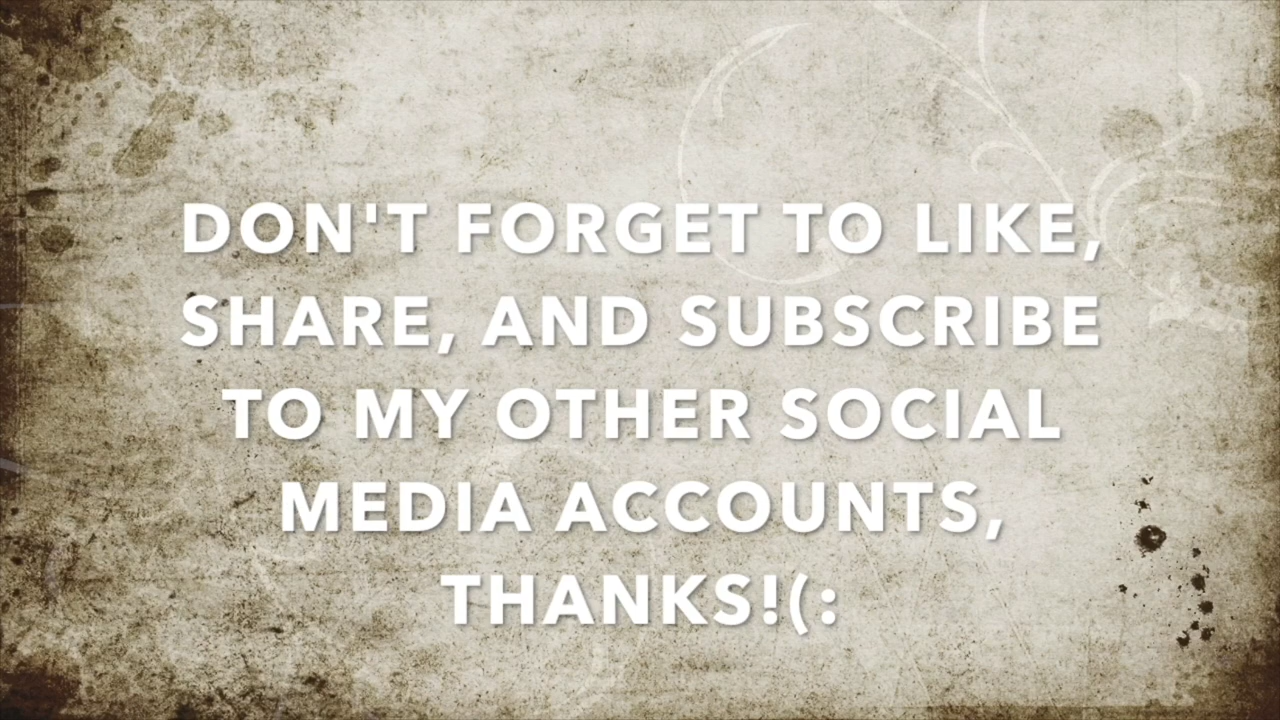 DON'T FORGET TO LIKE,
SHARE, AND SUBSCRIBE
TO MY OTHER SOCIAL
MEDIA ACCOUNTS,
THANKS!(: